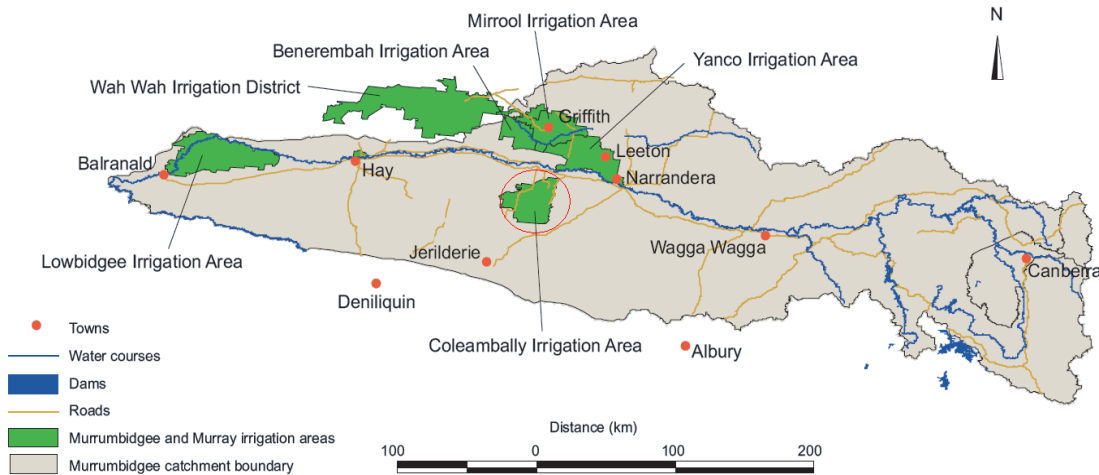 Mirrool Irrigation Area
N
Benerembah Irrigation Area
Yanco Irrigation Area
Wah Wah Irrigation District
Griffith
Balranald
Hay
Leeton
Narrandera
Wagga Wagga
Lowbidgee Irrigation Area
Jerilderie
Canberra
Deniliquin
Coleambally Irrigation Area
Albury
Towns
Water courses
Dams
Roads
Murrumbidgee and Murray irrigation areas
Murrumbidgee catchment boundary
Distance (km)
100 0 100 200